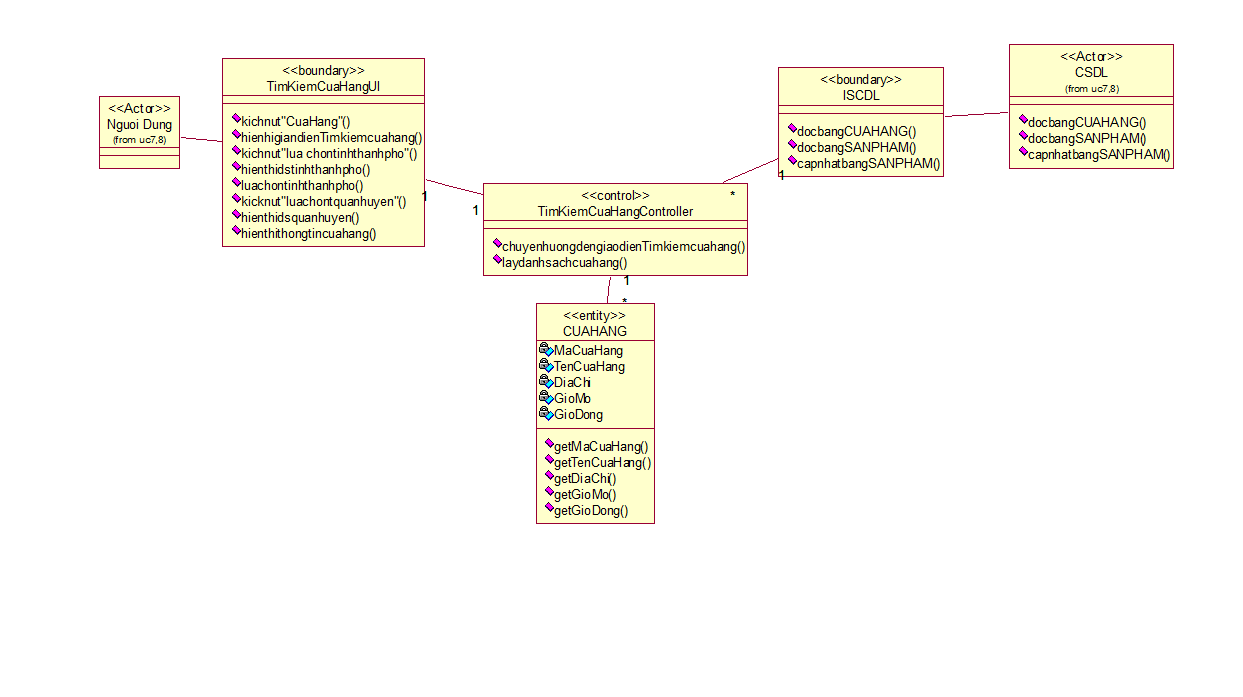 <<Actor>>
Nguoi Dung
(from uc7,8)
<<boundary>>
TimKiemCuaHangUI
kichnut"CuaHang"()
hienhigiandienTimkiemcuahang()
kichnut"lua chontinhthanhpho"()
hienthidstinhthanhpho()
luachontinhthanhpho()
kicknut"luachontquanhuyen"()
hienthidsquanhuyen()
hienthithongtincuahang()
1
1
<<control>>
TimKiemCuaHangController
chuyenhuongdengiaodienTimkiemcuahang()
laydanhsachcuahang()
*
1
<<boundary>>
ISCDL
docbangCUAHANG()
docbangSANPHAM()
capnhatbangSANPHAM()
<<Actor>>
CSDL
(from uc7,8)
docbangCUAHANG()
docbangSANPHAM()
capnhatbangSANPHAM()
1
*
<<entity>>
CUAHANG
MaCuaHang
TenCuaHang
DiaChi
GioMo
GioDong
getMaCuaHang()
getTenCuaHang()
getDiaChi()
getGioMo()
getGioDong()